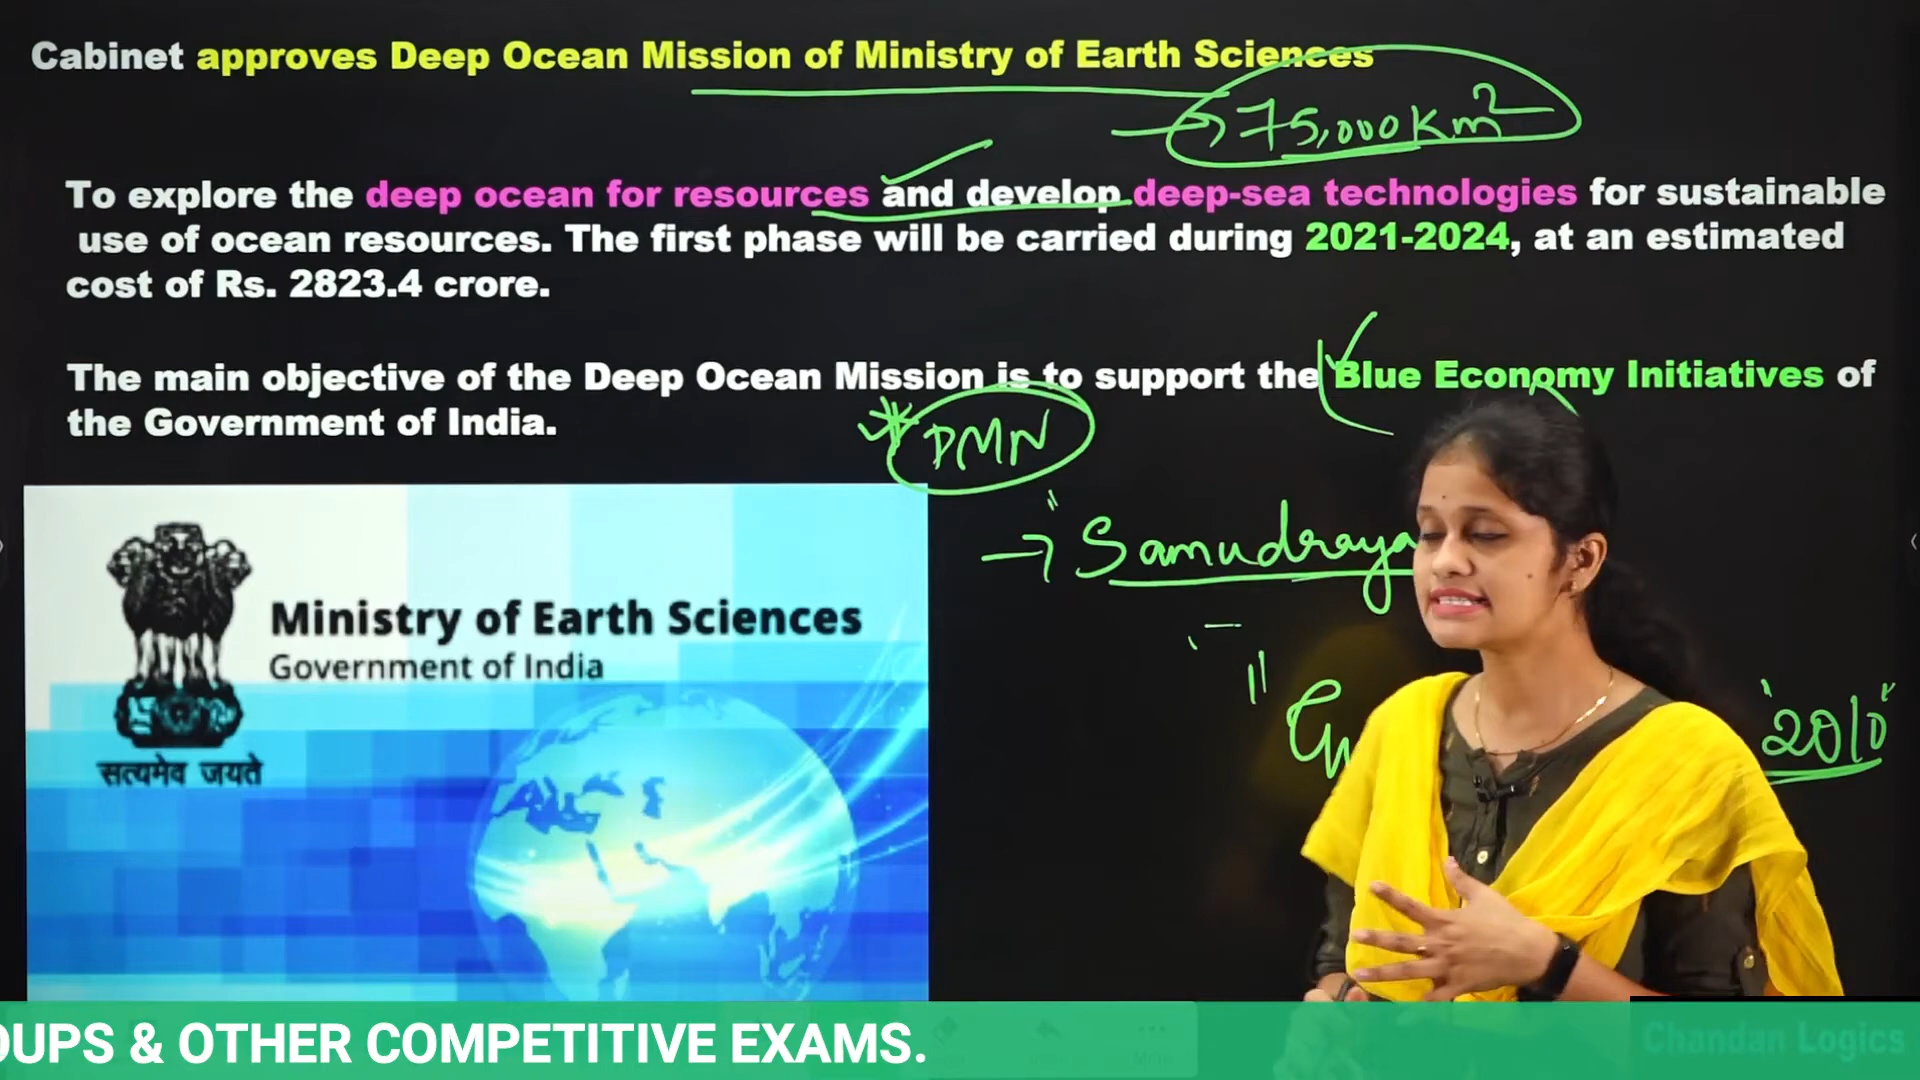 Cabinet approves Deep Ocean Mission of Ministry of Earth Sciences
→ 75,000 Km²
To explore the deep ocean for resources and develop deep-sea technologies for sustainable
use of ocean resources. The first phase will be carried during 2021-2024, at an estimated
cost of Rs. 2823.4 crore.
The main objective of the Deep Ocean Mission is to support the Blue Economy Initiatives of
the Government of India.
* PMN
→ "Samudraya
Ministry of Earth Sciences
Government of India
"2010"
सत्यमेव जयते
OUPS & OTHER COMPETITIVE EXAMS.
Chandan Logics